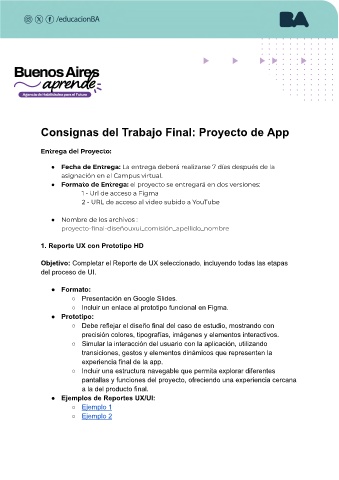 /educacionBA
BA
Buenos Aires
aprende
Agencia de Habilidades para el Futuro
Consignas del Trabajo Final: Proyecto de App
Entrega del Proyecto:
● Fecha de Entrega: La entrega deberá realizarse 7 días después de la
asignación en el Campus virtual.
● Formato de Entrega: el proyecto se entregará en dos versiones:
1 - Url de acceso a Figma
2 - URL de acceso al video subido a YouTube
● Nombre de los archivos :
proyecto-final-diseñouxui_comisión_apellido_nombre
1. Reporte UX con Prototipo HD
Objetivo: Completar el Reporte de UX seleccionado, incluyendo todas las etapas
del proceso de UI.
● Formato:
○ Presentación en Google Slides.
○ Incluir un enlace al prototipo funcional en Figma.
● Prototipo:
○ Debe reflejar el diseño final del caso de estudio, mostrando con
precisión colores, tipografías, imágenes y elementos interactivos.
○ Simular la interacción del usuario con la aplicación, utilizando
transiciones, gestos y elementos dinámicos que representen la
experiencia final de la app.
○ Incluir una estructura navegable que permita explorar diferentes
pantallas y funciones del proyecto, ofreciendo una experiencia cercana
a la del producto final.
● Ejemplos de Reportes UX/UI:
○ Ejemplo 1
○ Ejemplo 2